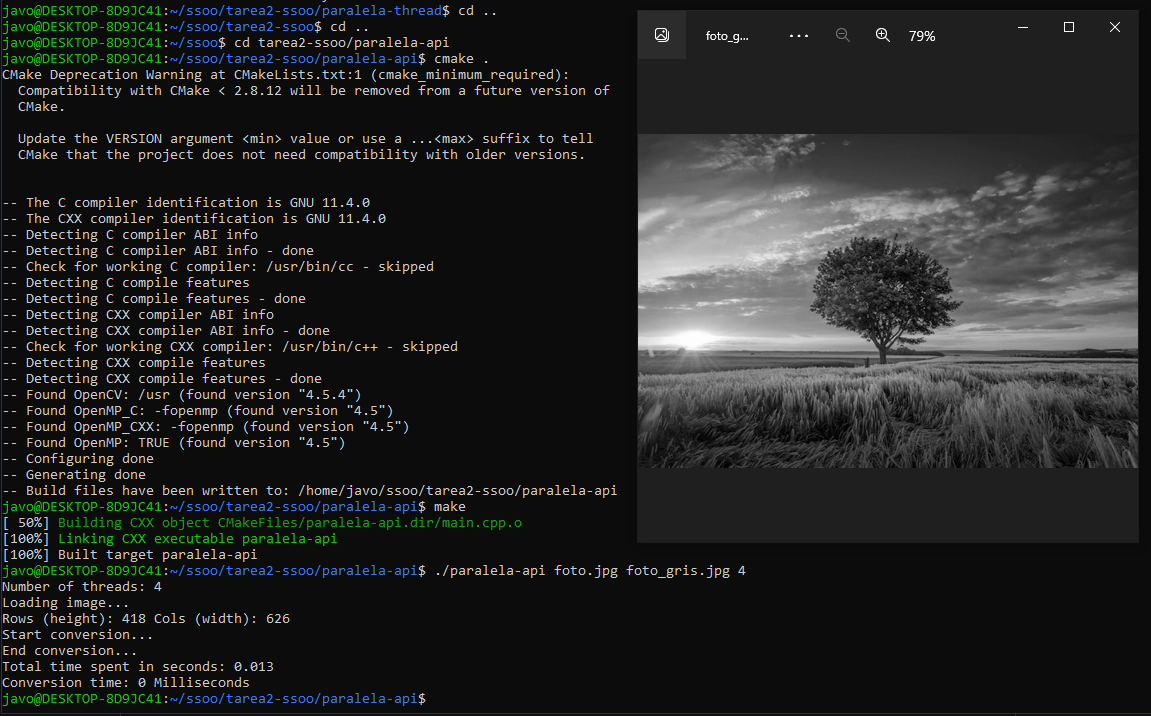 javo@DESKTOP-8D9JC41:~/ssoo/tarea2-ssoo/paralela-thread$ cd ..
javo@DESKTOP-8D9JC41:~/ssoo/tarea2-ssoo$ cd ..
javo@DESKTOP-8D9JC41:~/ssoo$ cd tarea2-ssoo/paralela-api
javo@DESKTOP-8D9JC41:~/ssoo/tarea2-ssoo/paralela-api$ cmake .
CMake Deprecation Warning at CMakeLists.txt:1 (cmake_minimum_required):
  Compatibility with CMake < 2.8.12 will be removed from a future version of
  CMake.

  Update the VERSION argument <min> value or use a ...<max> suffix to tell
  CMake that the project does not need compatibility with older versions.


-- The C compiler identification is GNU 11.4.0
-- The CXX compiler identification is GNU 11.4.0
-- Detecting C compiler ABI info
-- Detecting C compiler ABI info - done
-- Check for working C compiler: /usr/bin/cc - skipped
-- Detecting C compile features
-- Detecting C compile features - done
-- Detecting CXX compiler ABI info
-- Detecting CXX compiler ABI info - done
-- Check for working CXX compiler: /usr/bin/c++ - skipped
-- Detecting CXX compile features
-- Detecting CXX compile features - done
-- Found OpenCV: /usr (found version "4.5.4")
-- Found OpenMP_C: -fopenmp (found version "4.5")
-- Found OpenMP_CXX: -fopenmp (found version "4.5")
-- Found OpenMP: TRUE (found version "4.5")
-- Configuring done
-- Generating done
-- Build files have been written to: /home/javo/ssoo/tarea2-ssoo/paralela-api
javo@DESKTOP-8D9JC41:~/ssoo/tarea2-ssoo/paralela-api$ make
[ 50%] Building CXX object CMakeFiles/paralela-api.dir/main.cpp.o
[100%] Linking CXX executable paralela-api
[100%] Built target paralela-api
javo@DESKTOP-8D9JC41:~/ssoo/tarea2-ssoo/paralela-api$ ./paralela-api foto.jpg foto_gris.jpg 4
Number of threads: 4
Loading image...
Rows (height): 418 Cols (width): 626
Start conversion...
End conversion...
Total time spent in seconds: 0.013
Conversion time: 0 Milliseconds
javo@DESKTOP-8D9JC41:~/ssoo/tarea2-ssoo/paralela-api$
foto_g...
79%